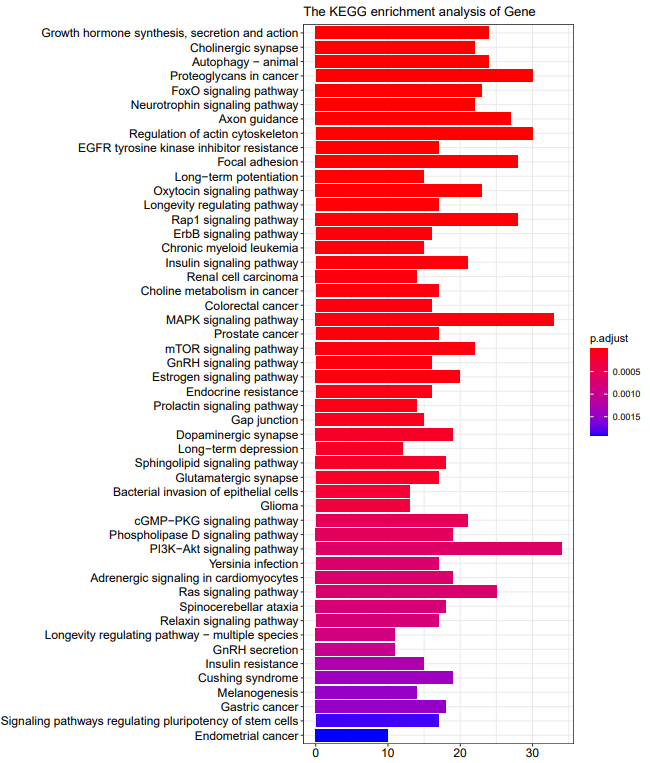 The KEGG enrichment analysis of Gene
Growth hormone synthesis, secretion and action
Cholinergic synapse
Autophagy − animal
Proteoglycans in cancer
FoxO signaling pathway
Neurotrophin signaling pathway
Axon guidance
Regulation of actin cytoskeleton
EGFR tyrosine kinase inhibitor resistance
Focal adhesion
Long−term potentiation
Oxytocin signaling pathway
Longevity regulating pathway
Rap1 signaling pathway
ErbB signaling pathway
Chronic myeloid leukemia
Insulin signaling pathway
Renal cell carcinoma
Choline metabolism in cancer
Colorectal cancer
MAPK signaling pathway
Prostate cancer
mTOR signaling pathway
GnRH signaling pathway
Estrogen signaling pathway
Endocrine resistance
Prolactin signaling pathway
Gap junction
Dopaminergic synapse
Long−term depression
Sphingolipid signaling pathway
Glutamatergic synapse
Bacterial invasion of epithelial cells
Glioma
cGMP−PKG signaling pathway
Phospholipase D signaling pathway
PI3K−Akt signaling pathway
Yersinia infection
Adrenergic signaling in cardiomyocytes
Ras signaling pathway
Spinocerebellar ataxia
Relaxin signaling pathway
Longevity regulating pathway − multiple species
GnRH secretion
Insulin resistance
Cushing syndrome
Melanogenesis
Gastric cancer
Signaling pathways regulating pluripotency of stem cells
Endometrial cancer
0 10 20 30
p.adjust
0.0005
0.0010
0.0015